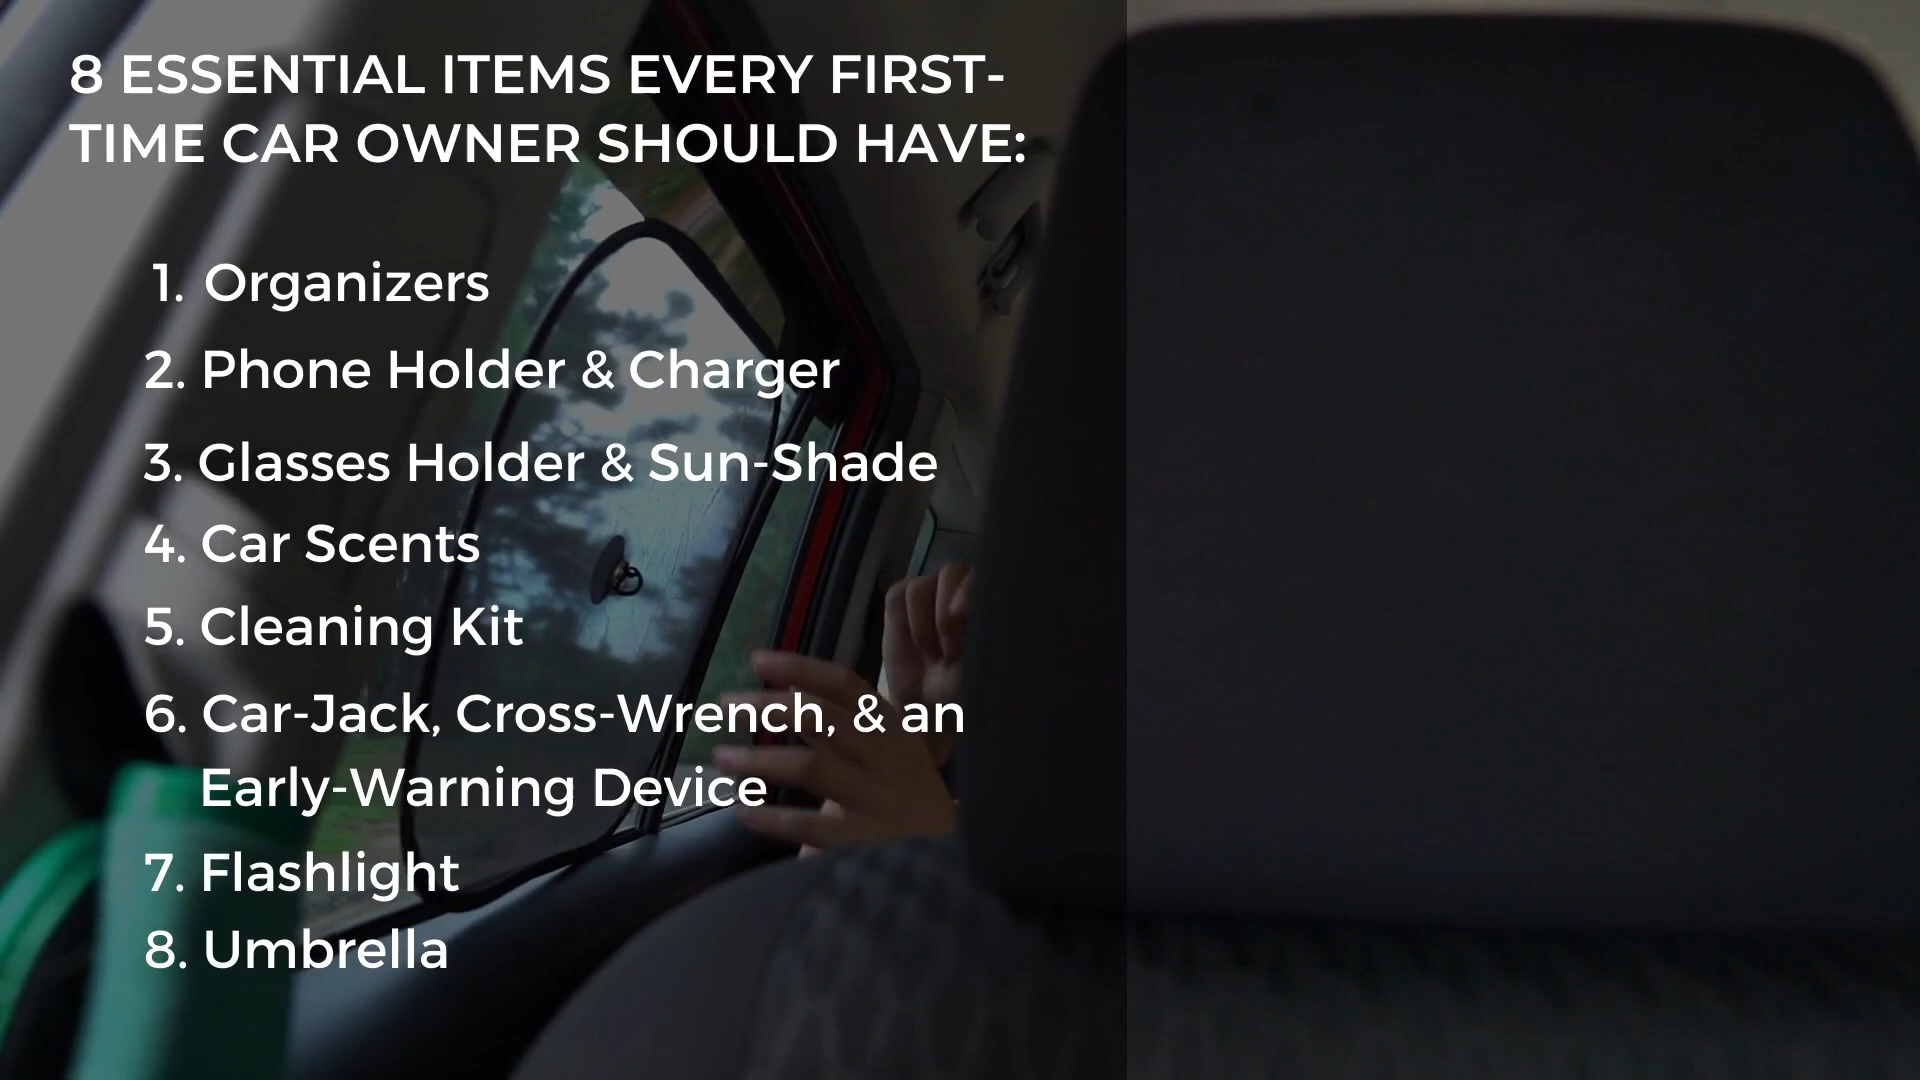 8 ESSENTIAL ITEMS EVERY FIRST-
TIME CAR OWNER SHOULD HAVE:
1. Organizers
2. Phone Holder & Charger
3. Glasses Holder & Sun-Shade
4. Car Scents
5. Cleaning Kit
6. Car-Jack, Cross-Wrench, & an
Early-Warning Device
7. Flashlight
8. Umbrella